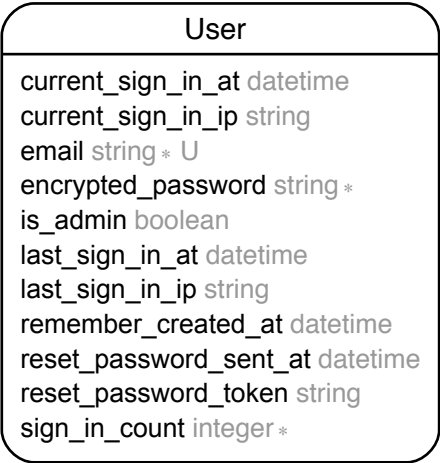 User
current_sign_in_at datetime
current_sign_in_ip string
email string * U
encrypted_password string *
is_admin boolean
last_sign_in_at datetime
last_sign_in_ip string
remember_created_at datetime
reset_password_sent_at datetime
reset_password_token string
sign_in_count integer *